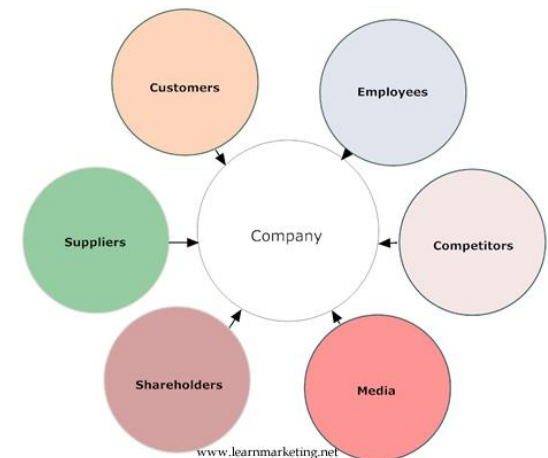 Customers
Employees
Suppliers
Company
Competitors
Shareholders
Media
www.learnmarketing.net